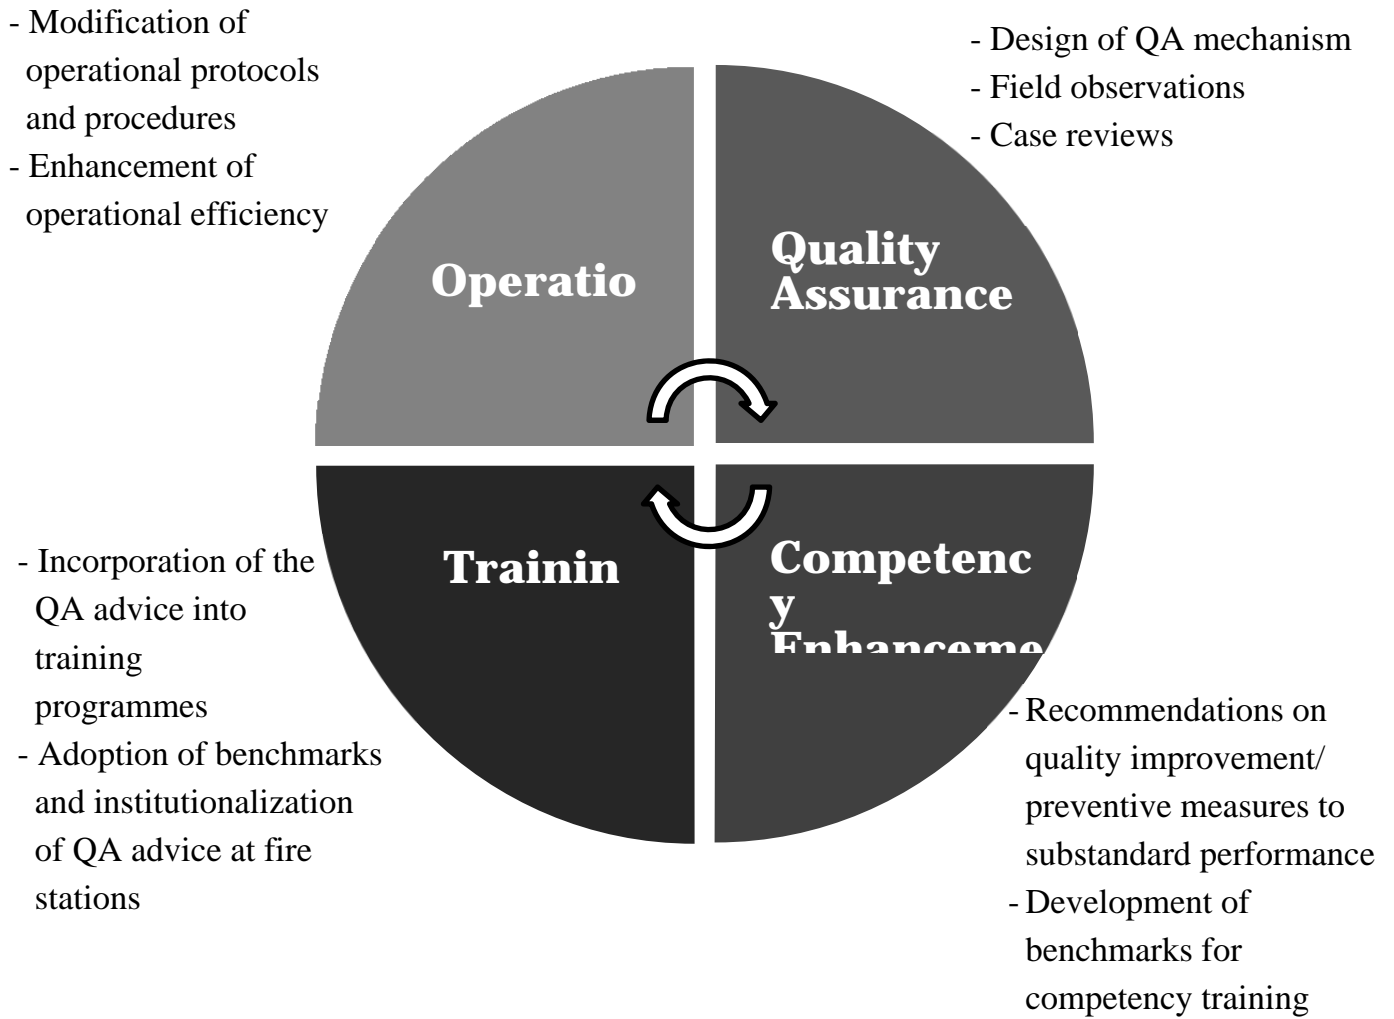 - Modification of
operational protocols
and procedures
- Enhancement of
operational efficiency
- Design of QA mechanism
- Field observations
- Case reviews
Operatio
Quality
Assurance
Trainin
Competenc
y
Enhanceme
- Incorporation of the
QA advice into
training
programmes
- Adoption of benchmarks
and institutionalization
of QA advice at fire
stations
- Recommendations on
quality improvement/
preventive measures to
substandard performance
- Development of
benchmarks for
competency training